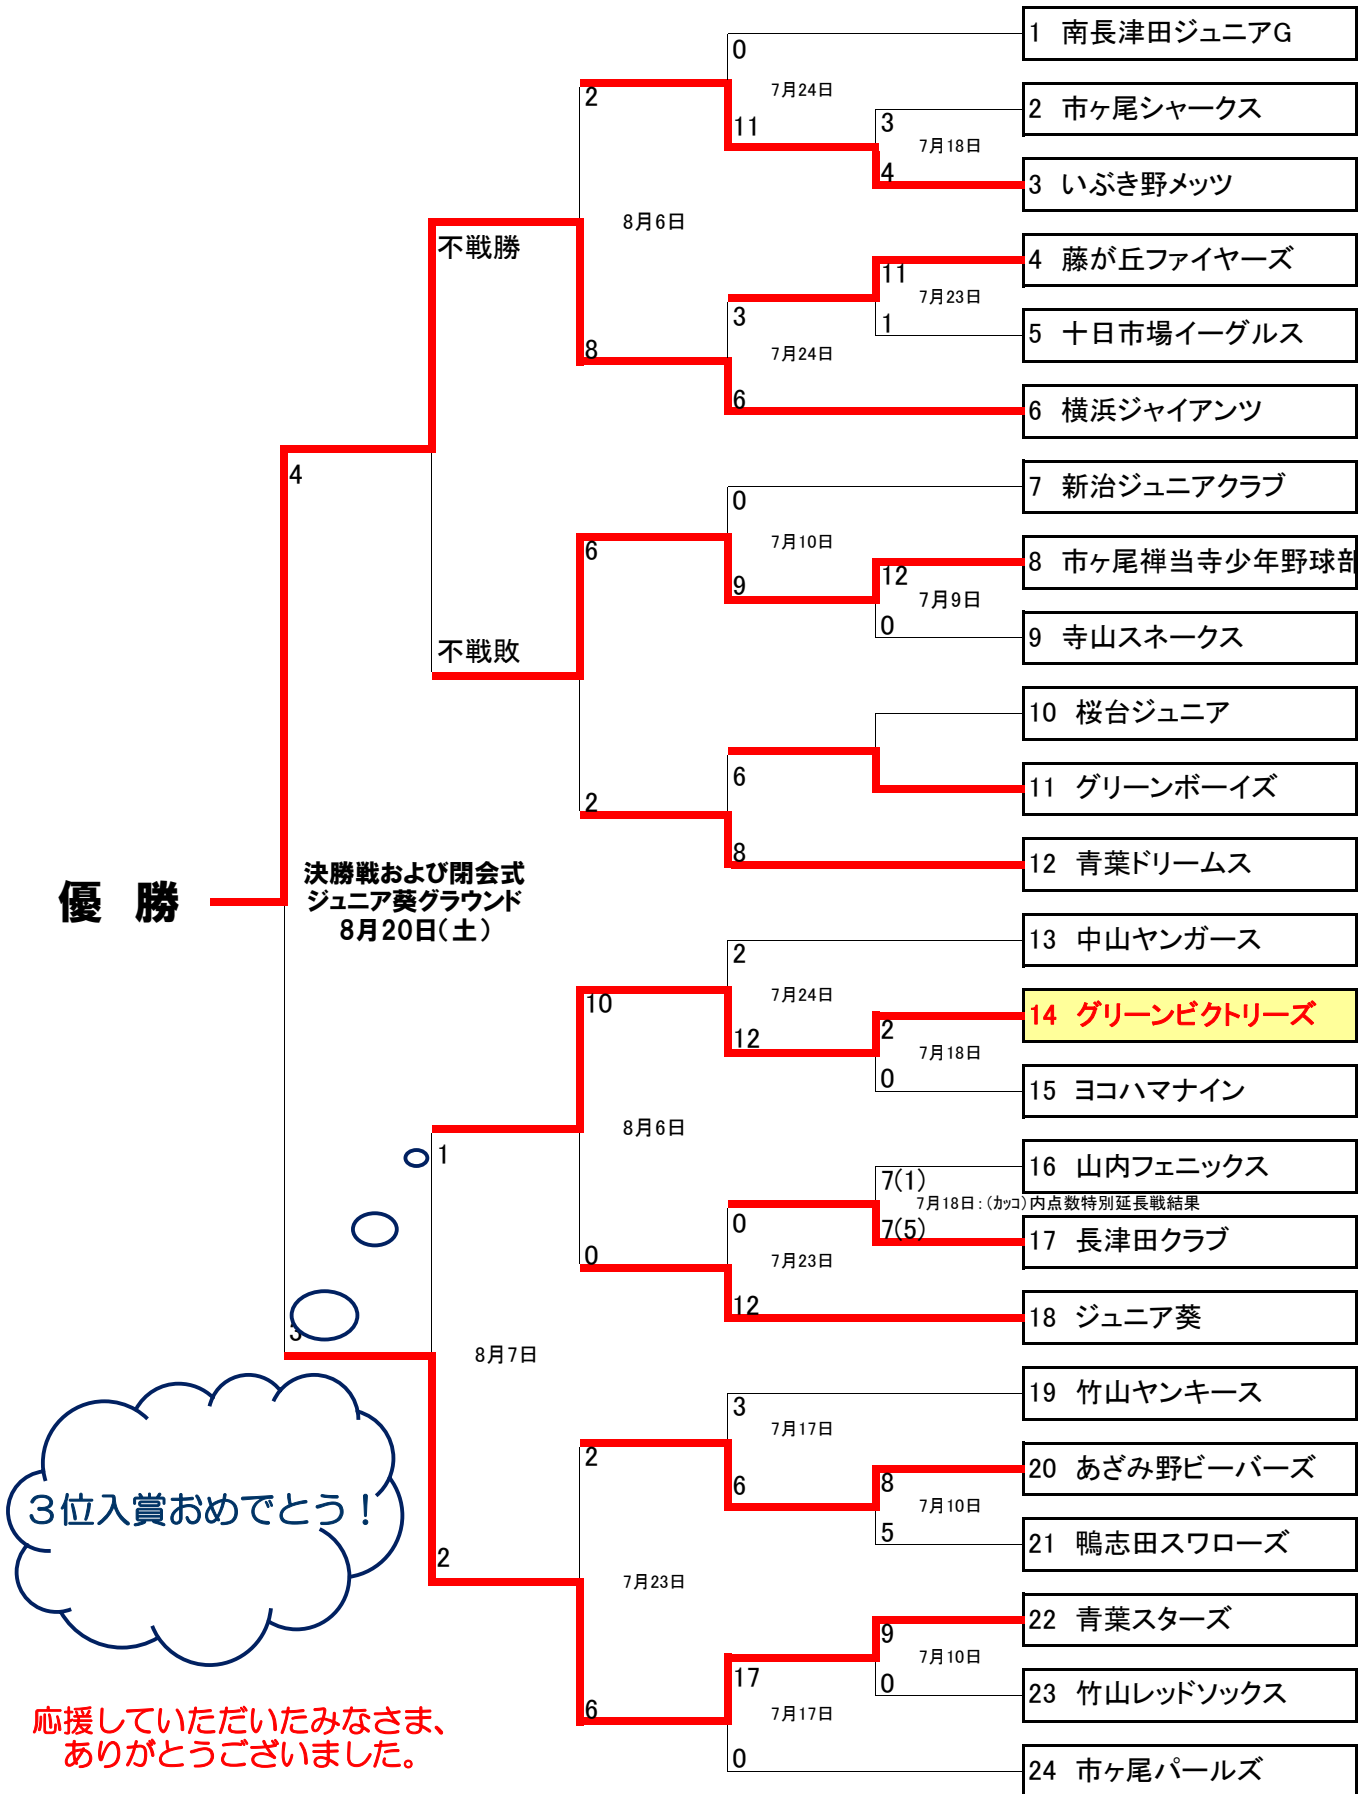 1 南長津田ジュニアG
0
7月24日
2
2 市ヶ尾シャークス
11
3
7月18日
4
3 いぶき野メッツ
8月6日
不戦勝
4 藤が丘ファイヤーズ
11
7月23日
3
1
5 十日市場イーグルス
7月24日
8
6
6 横浜ジャイアンツ
4
7 新治ジュニアクラブ
0
7月10日
6
8 市ヶ尾禅当寺少年野球部
12
9
7月9日
0
9 寺山スネークス
不戦敗
10 桜台ジュニア
6
11 グリーンボーイズ
2
8
12 青葉ドリームス
優 勝
決勝戦および閉会式
ジュニア葵グラウンド
8月20日(土)
13 中山ヤンガース
2
7月24日
10
14 グリーンビクトリーズ
12
2
7月18日
0
15 ヨコハマナイン
8月6日
1
16 山内フェニックス
7(1)
7月18日：(ｶｯｺ)内点数特別延長戦結果
0
7(5)
17 長津田クラブ
7月23日
0
12
18 ジュニア葵
3
8月7日
19 竹山ヤンキース
3
7月17日
2
20 あざみ野ビーバーズ
6
8
7月10日
5
21 鴨志田スワローズ
3位入賞おめでとう！
2
7月23日
22 青葉スターズ
9
7月10日
17
0
23 竹山レッドソックス
6
7月17日
0
24 市ヶ尾パールズ
応援していただいたみなさま、
ありがとうございました。